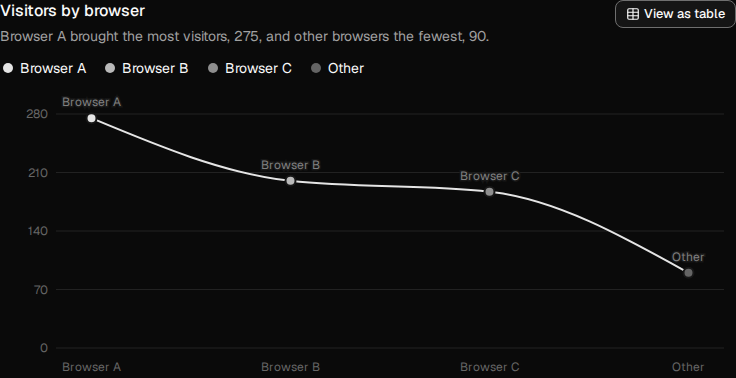 Visitors by browser
View as table
Browser A brought the most visitors, 275, and other browsers the fewest, 90.
Browser A
Browser B
Browser C
Other
Browser A
280
Browser B
210
Browser C
140
Other
70
0
Browser A
Browser B
Browser C
Other